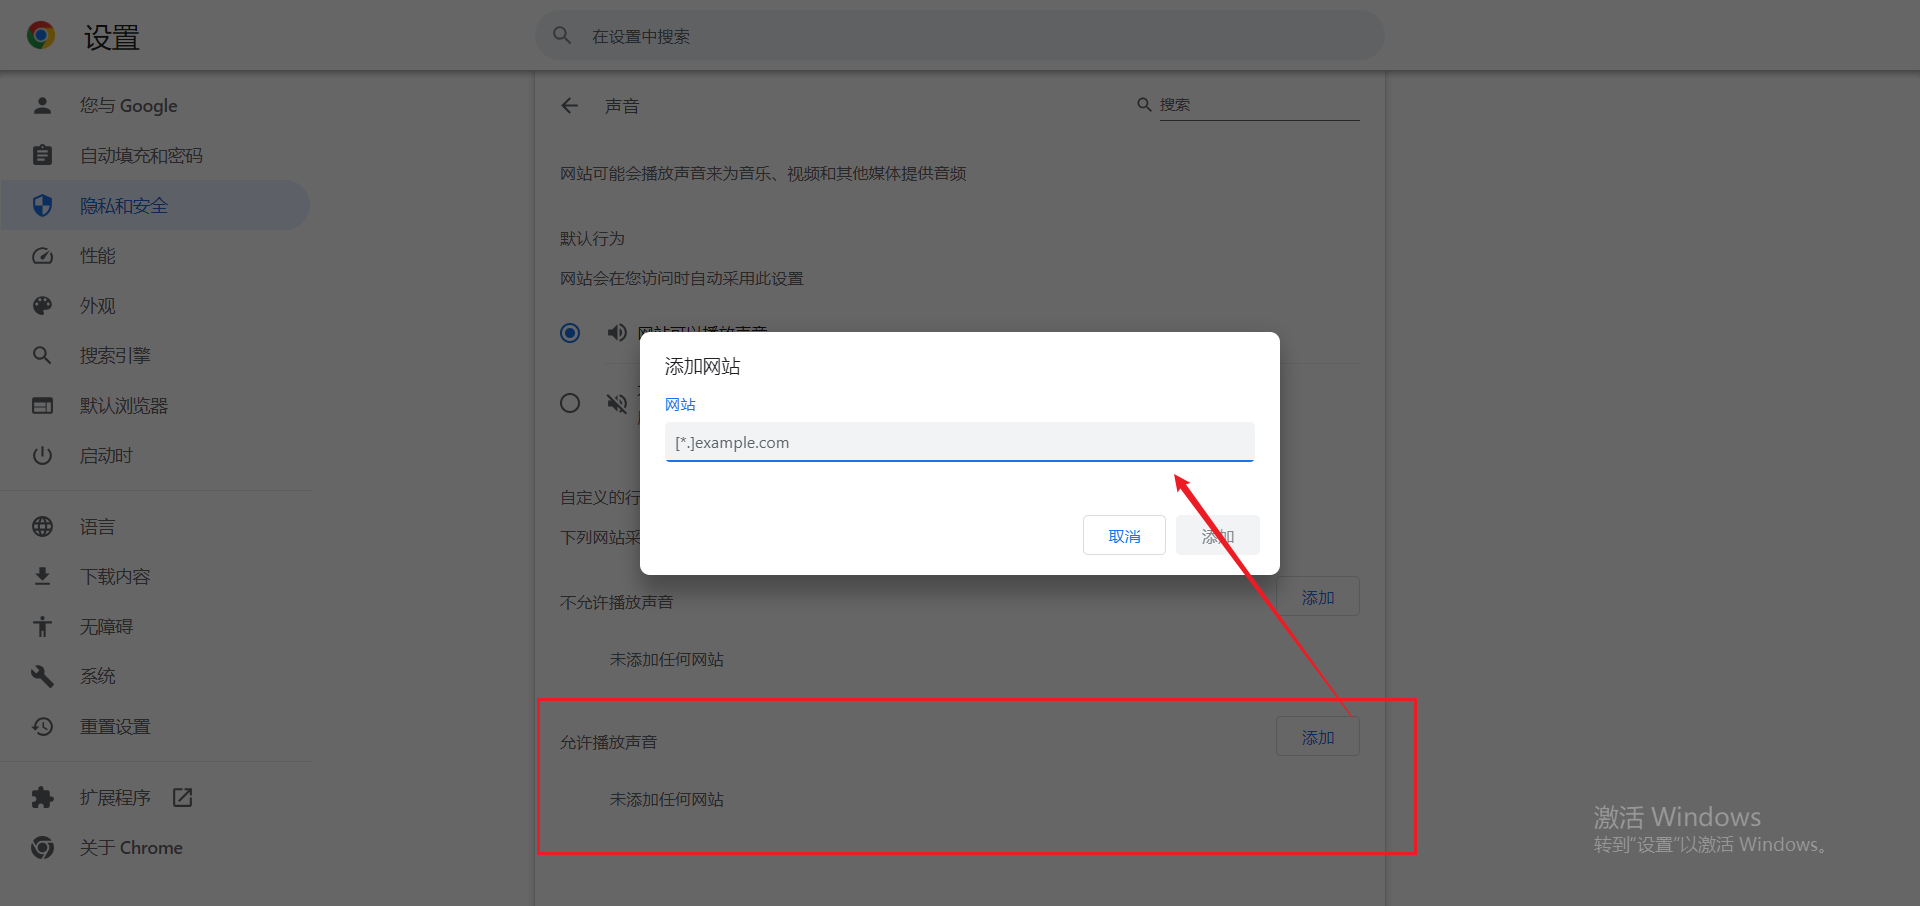 设置
在设置中搜索
您与 Google
自动填充和密码
隐私和安全
性能
外观
搜索引擎
默认浏览器
启动时
语言
下载内容
无障碍
系统
重置设置
扩展程序
关于 Chrome
声音
搜索
网站可能会播放声音来为音乐、视频和其他媒体提供音频
默认行为
网站会在您访问时自动采用此设置
网站可以播放声音
添加网站
网站
[*.]example.com
取消
添加
自定义的行
下列网站采
不允许播放声音
添加
未添加任何网站
允许播放声音
添加
未添加任何网站
激活 Windows
转到“设置”以激活 Windows。